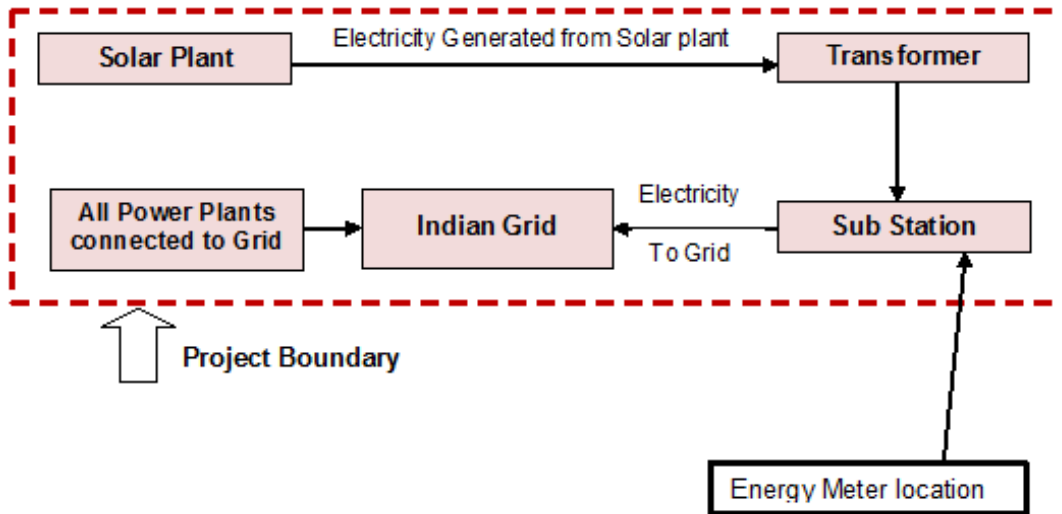 Electricity Generated from Solar plant
Solar Plant
Transformer
All Power Plants
connected to Grid
Indian Grid
Electricity
To Grid
Sub Station
Project Boundary
Energy Meter location